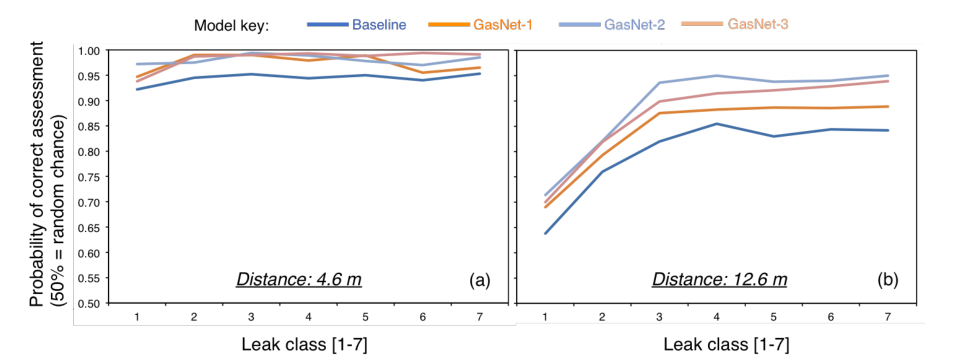 Model key: Baseline GasNet-1 GasNet-2 GasNet-3
Probability of correct assessment
(50% = random chance)
1.00
0.95
0.90
0.85
0.80
0.75
0.70
0.65
0.60
0.55
0.50
Distance: 4.6 m (a)
1 2 3 4 5 6 7
Leak class [1-7]
Distance: 12.6 m (b)
1 2 3 4 5 6 7
Leak class [1-7]